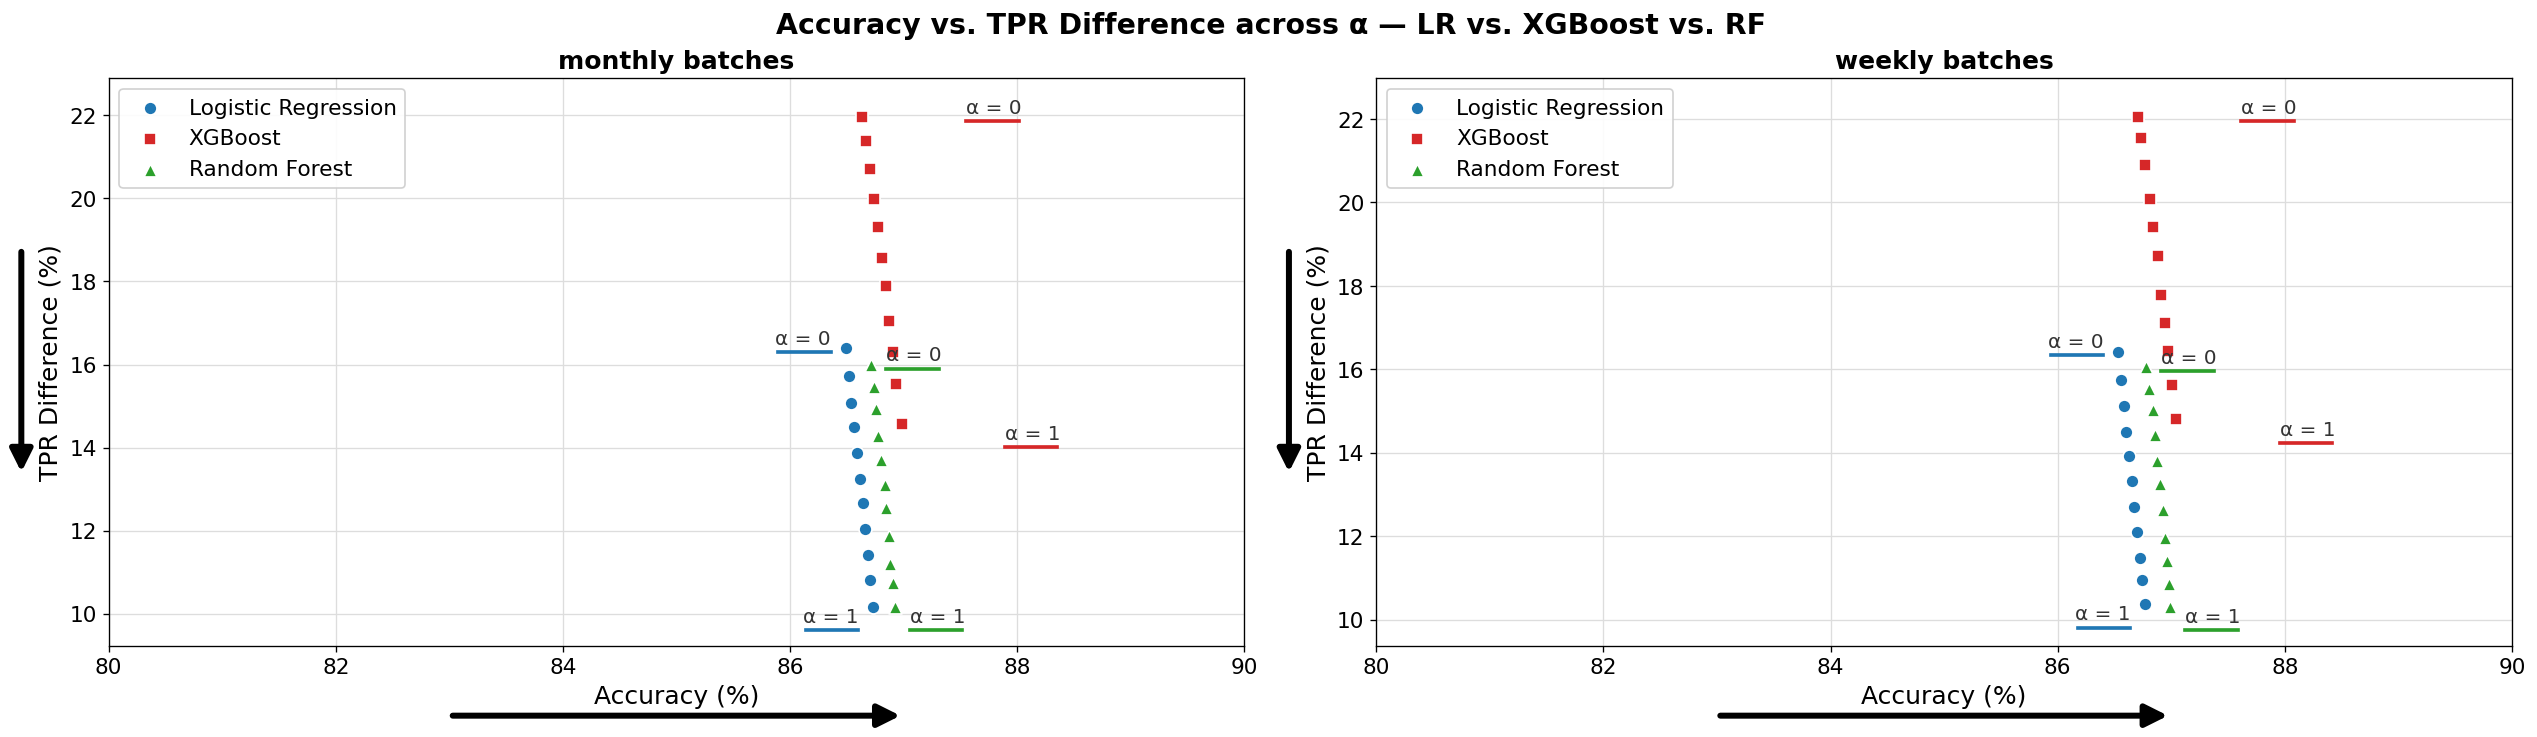 Accuracy vs. TPR Difference across α — LR vs. XGBoost vs. RF
monthly batches
Logistic Regression
XGBoost
Random Forest
α = 0
α = 0
α = 0
α = 1
α = 1
α = 1
22
20
18
16
14
12
10
TPR Difference (%)
80
82
84
86
88
90
Accuracy (%)
weekly batches
Logistic Regression
XGBoost
Random Forest
α = 0
α = 0
α = 0
α = 1
α = 1
α = 1
22
20
18
16
14
12
10
TPR Difference (%)
80
82
84
86
88
90
Accuracy (%)